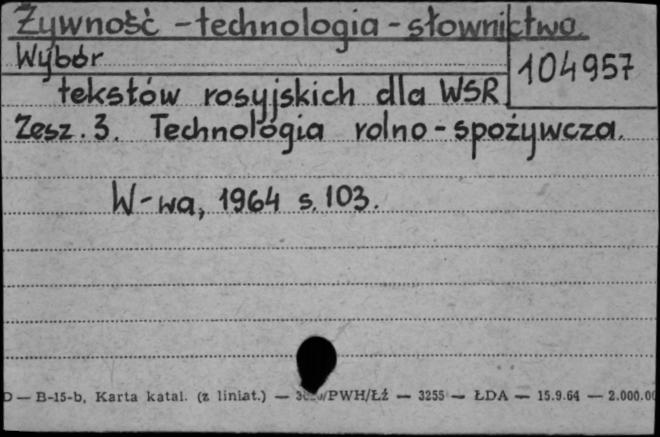 Żywność - technologia - słownictwo.
Wybór
104957
tekstów rosyjskich dla WSR
Zesz. 3. Technologia rolno-spożywcza.
W-wa, 1964 s. 103.
D — B-15-b, Karta katal. (z liniat.) — /PWH/Łź — 3255 — ŁDA — 15.9.64 — 2.000.00